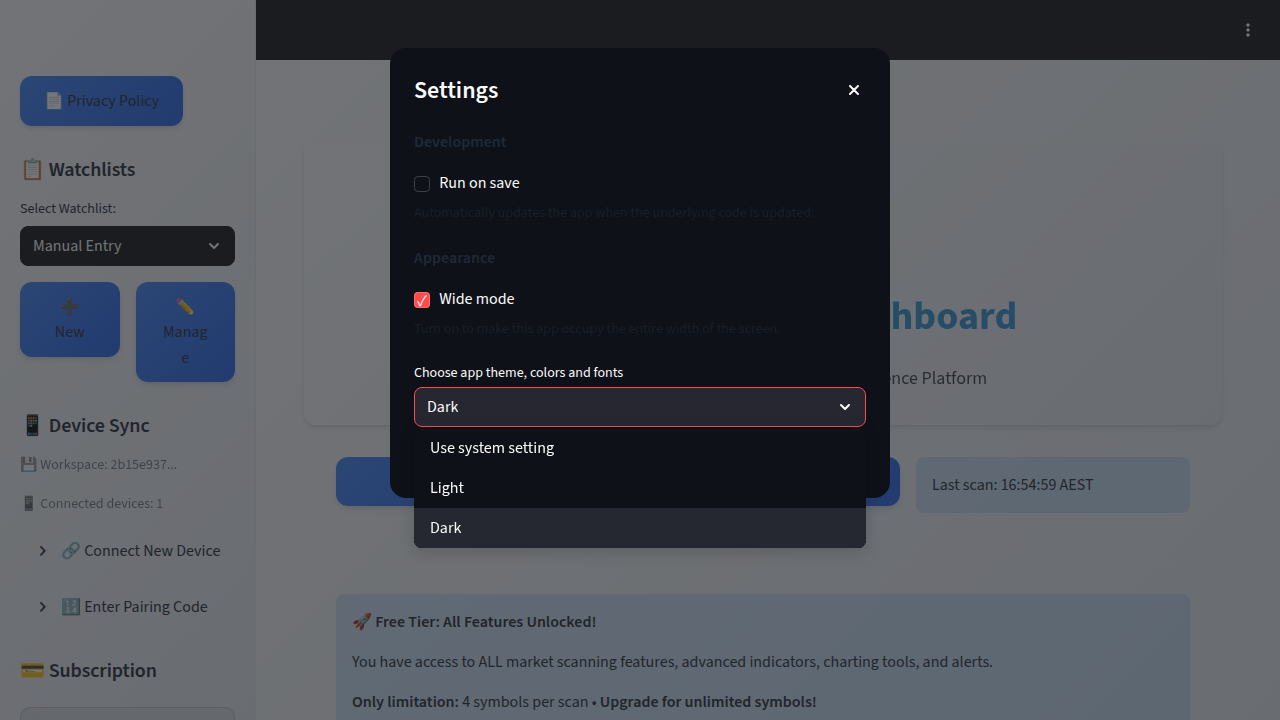 📄 Privacy Policy
📋 Watchlists
Select Watchlist:
Manual Entry
➕
New
✏️
Manag
e
📱 Device Sync
💾 Workspace: 2b15e937...
📱 Connected devices: 1
🔗 Connect New Device
🔢 Enter Pairing Code
💳 Subscription
Settings
Development
Run on save
Automatically updates the app when the underlying code is updated.
Appearance
Wide mode
Turn on to make this app occupy the entire width of the screen.
Choose app theme, colors and fonts
Dark
Use system setting
Light
Dark
hboard
ence Platform
Last scan: 16:54:59 AEST
🚀 Free Tier: All Features Unlocked!
You have access to ALL market scanning features, advanced indicators, charting tools, and alerts.
Only limitation: 4 symbols per scan • Upgrade for unlimited symbols!